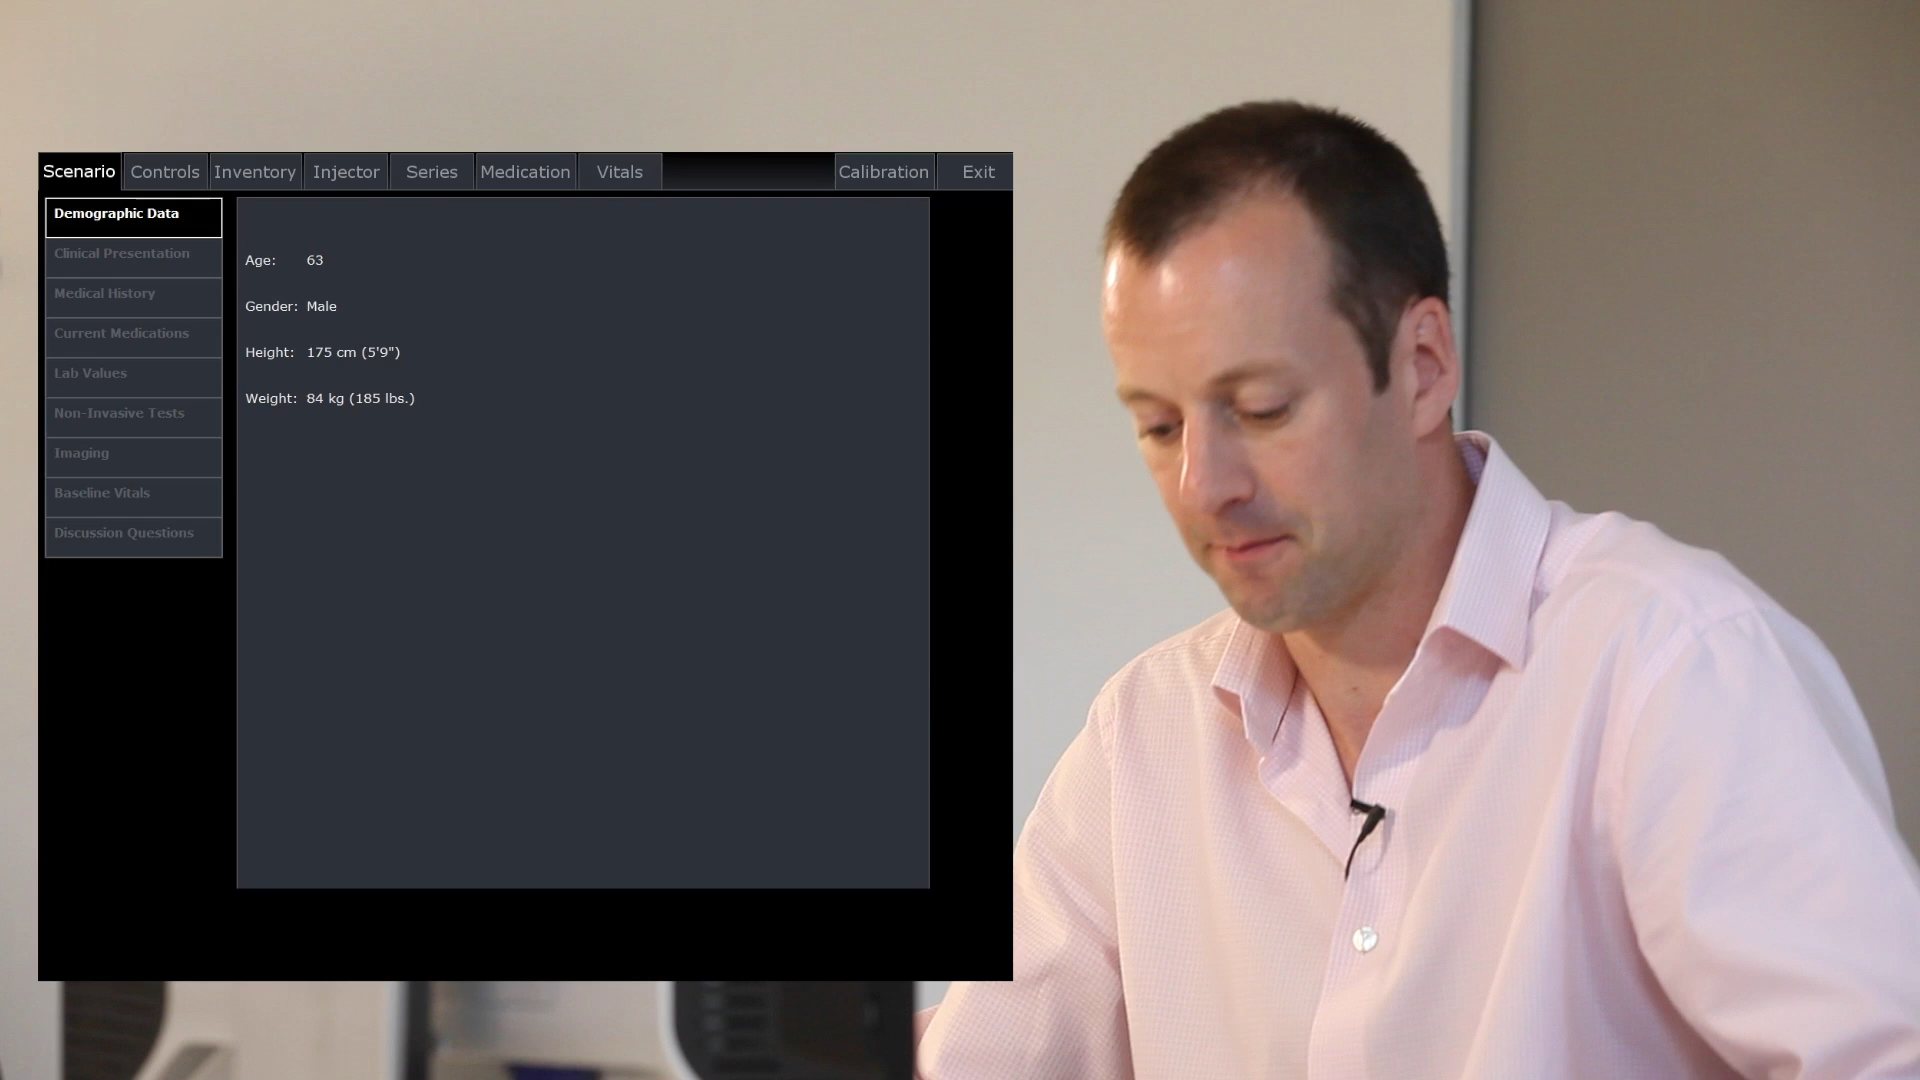 Scenario Controls Inventory Injector Series Medication Vitals Calibration Exit
Demographic Data
Clinical Presentation
Medical History
Current Medications
Lab Values
Non-Invasive Tests
Imaging
Baseline Vitals
Discussion Questions
Age: 63
Gender: Male
Height: 175 cm (5'9")
Weight: 84 kg (185 lbs.)